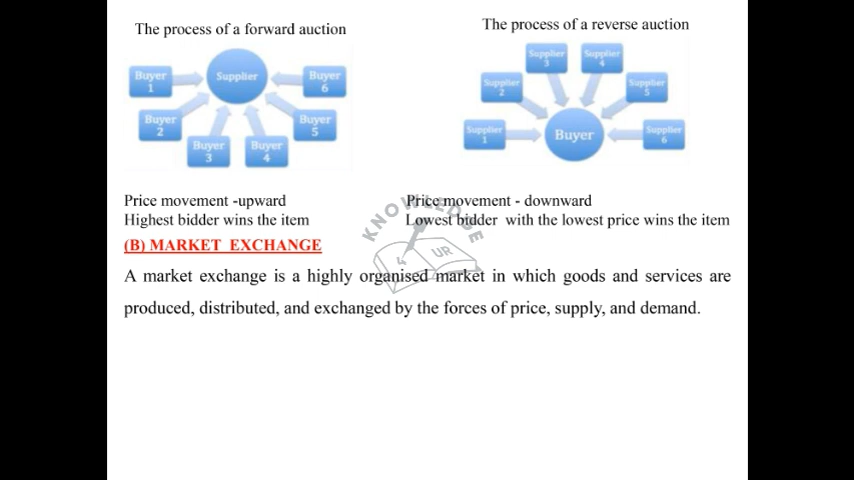 The process of a forward auction
Buyer 1
Supplier
Buyer 6
Buyer 2
Buyer 5
Buyer 3
Buyer 4
Price movement -upward
Highest bidder wins the item
The process of a reverse auction
Supplier 3
Supplier 4
Supplier 2
Supplier 5
Supplier 1
Buyer
Supplier 6
Price movement - downward
Lowest bidder with the lowest price wins the item
KNOWLEDGE
4 UR
(B) MARKET EXCHANGE
A market exchange is a highly organised market in which goods and services are
produced, distributed, and exchanged by the forces of price, supply, and demand.